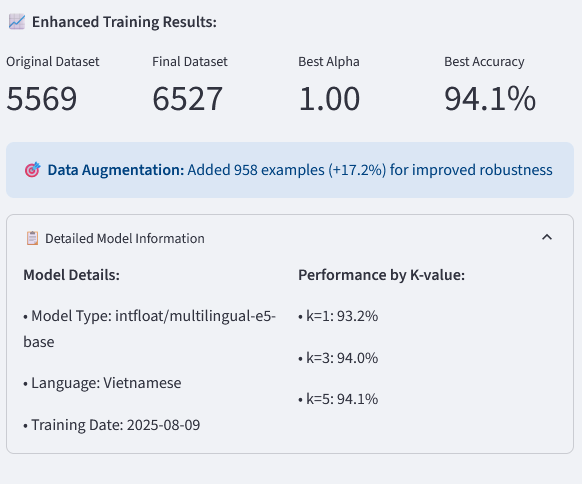 📈 Enhanced Training Results:
Original Dataset
Final Dataset
Best Alpha
Best Accuracy
5569
6527
1.00
94.1%
🎯 Data Augmentation: Added 958 examples (+17.2%) for improved robustness
📋 Detailed Model Information
Model Details:
• Model Type: intfloat/multilingual-e5-
base
• Language: Vietnamese
• Training Date: 2025-08-09
Performance by K-value:
• k=1: 93.2%
• k=3: 94.0%
• k=5: 94.1%